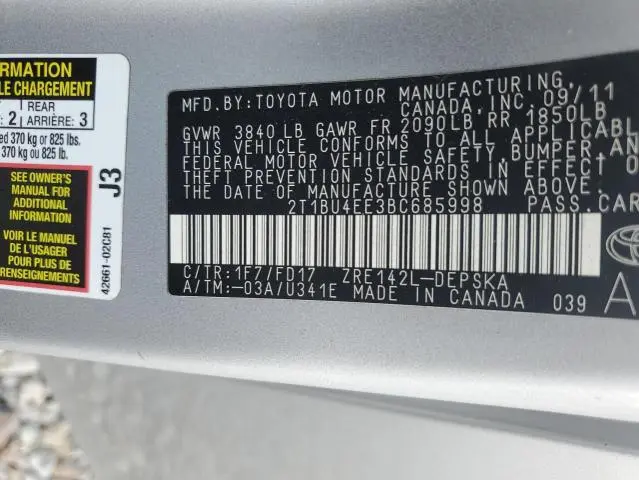 RMATION
LE CHARGEMENT
2 REAR ARRIÈRE: 3
ed 370 kg or 825 lbs.
370 kg ou 825 lb.
SEE OWNER'S
MANUAL FOR
ADDITIONAL
INFORMATION
VOIR LE MANUEL
DE L'USAGER
POUR PLUS DE
RENSEIGNEMENTS
J3
42661-02C81
MFD.BY:TOYOTA MOTOR MANUFACTURING,
CANADA,INC. 09/11
GVWR 3840 LB GAWR FR 2090LB,RR 1850LB
THIS VEHICLE CONFORMS TO ALL APPLICABL
FEDERAL MOTOR VEHICLE SAFETY,BUMPER,AN
THEFT PREVENTION STANDARDS IN EFFECT O
THE DATE OF MANUFACTURE SHOWN ABOVE.
2T1BU4EE3BC685998 PASS.CAR
C/TR:1F7/FD17 ZRE142L-DEPSKA
A/TM:-03A/U341E MADE IN CANADA 039
A